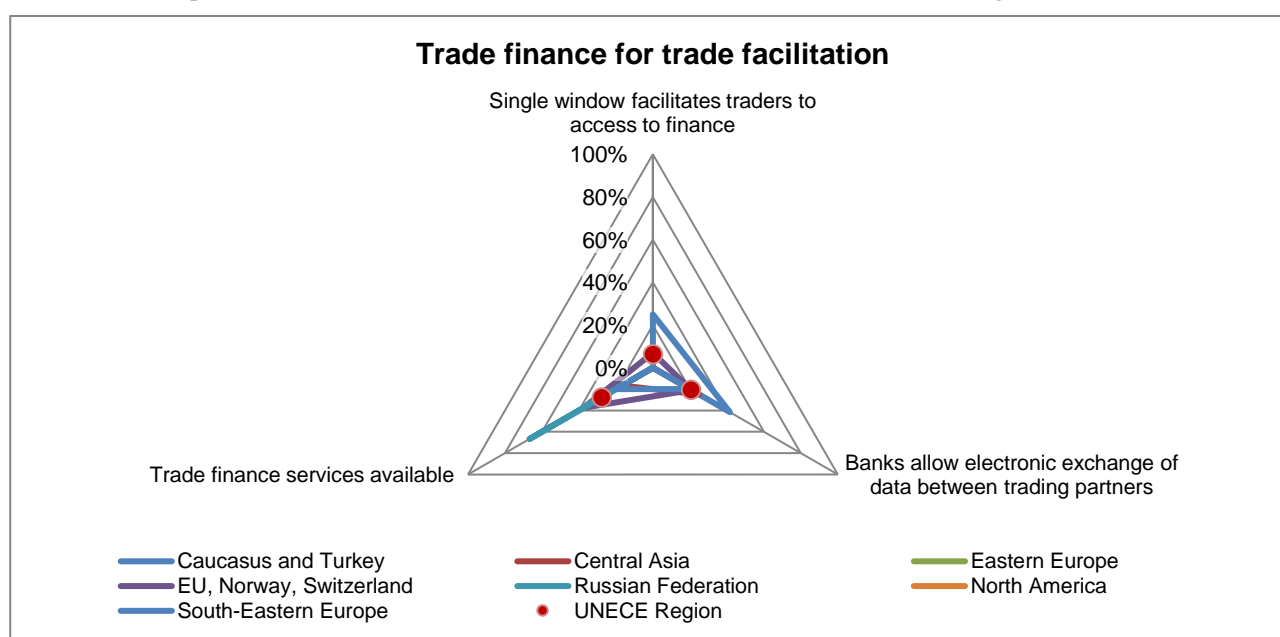 Trade finance for trade facilitation
Single window facilitates traders to
access to finance
100%
80%
60%
40%
20%
0%
Trade finance services available
Banks allow electronic exchange of
data between trading partners
Caucasus and Turkey
Central Asia
Eastern Europe
EU, Norway, Switzerland
Russian Federation
North America
South-Eastern Europe
UNECE Region